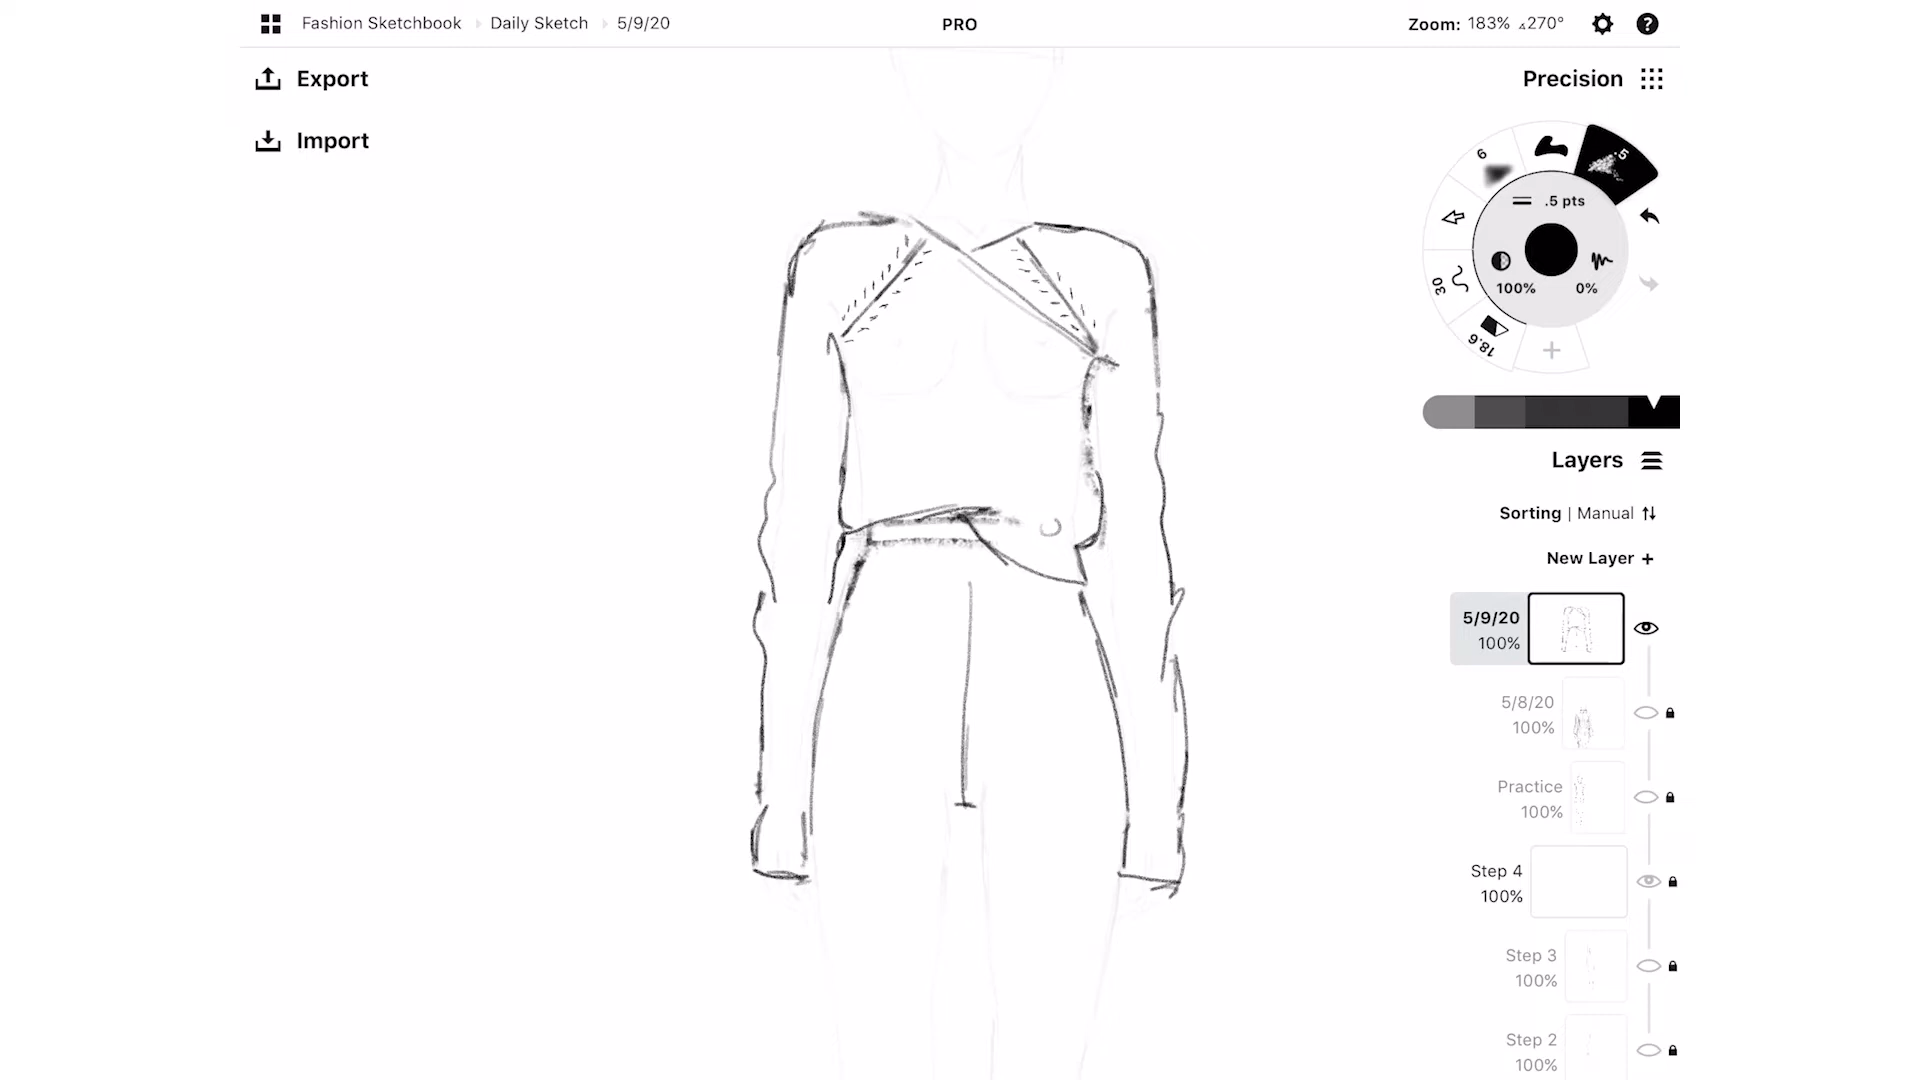 Fashion Sketchbook Daily Sketch 5/9/20
PRO
Zoom: 183% ∡270°
Export
Import
Precision
6
.5
.5 pts
100%
0%
30
18.6
Layers
Sorting | Manual
New Layer +
5/9/20
100%
5/8/20
100%
Practice
100%
Step 4
100%
Step 3
100%
Step 2
100%